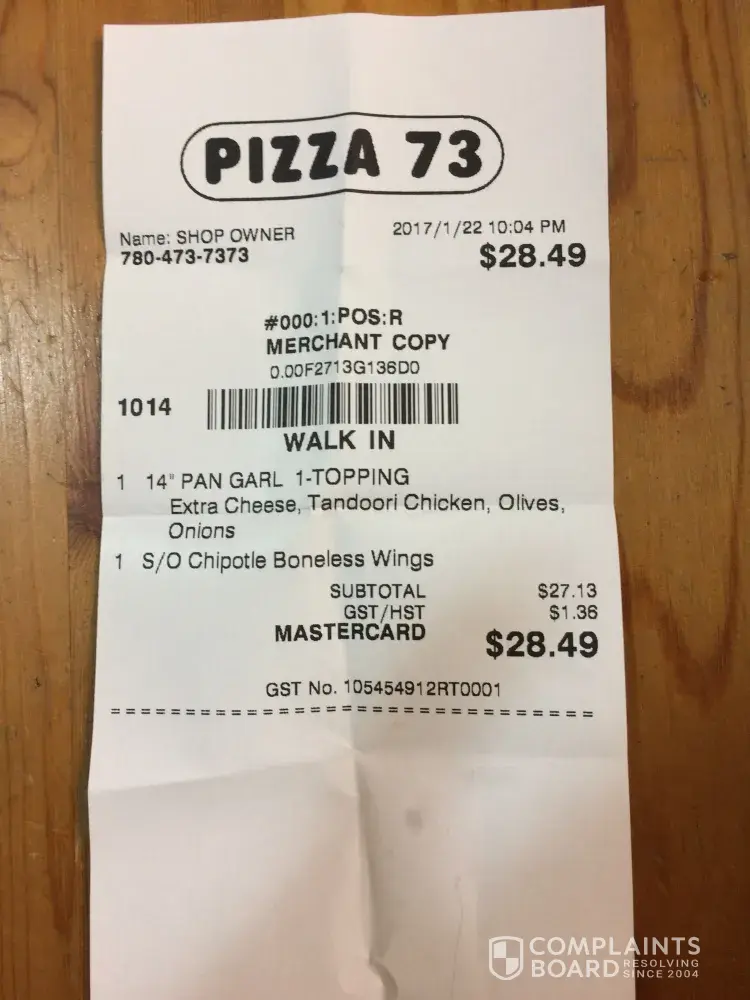 PIZZA 73
Name: SHOP OWNER 2017/1/22 10:04 PM
780-473-7373 $28.49
#000:1:POS:R
MERCHANT COPY
0.00F2713G136D0
1014
WALK IN
1 14" PAN GARL 1-TOPPING
Extra Cheese, Tandoori Chicken, Olives,
Onions
1 S/O Chipotle Boneless Wings
SUBTOTAL $27.13
GST/HST $1.36
MASTERCARD $28.49
GST No. 105454912RT0001
=====================================
COMPLAINTS
BOARD RESOLVING
SINCE 2004